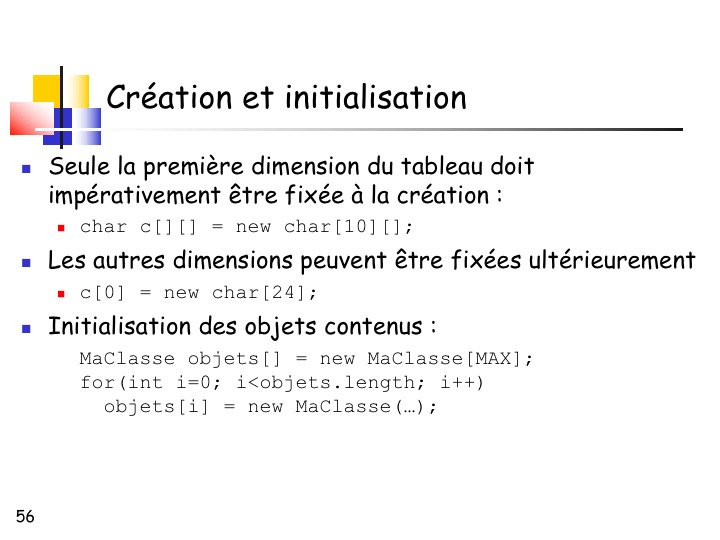 Création et initialisation
Seule la première dimension du tableau doit
impérativement être fixée à la création :
char c[][] = new char[10][];
Les autres dimensions peuvent être fixées ultérieurement
c[0] = new char[24];
Initialisation des objets contenus :
MaClasse objets[] = new MaClasse[MAX];
for(int i=0; i<objets.length; i++)
objets[i] = new MaClasse(…);
56